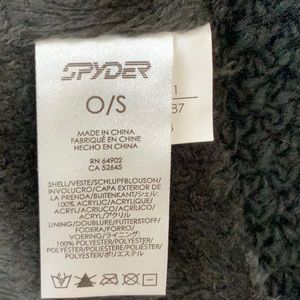 SPYDER
O/S
MADE IN CHINA
FABRIQUÉ EN CHINE
HECHO EN CHINA
RN 64902
CA 52645
SHELL/VESTE/SCHLUPFBLOUSON/
INVOLUCRO/CAPA EXTERIOR DE
LA PRENDA/BUITENKANT/シェル
100% ACRYLIC/ACRYLIQUE/
ACRYL/ACRILICO/ACRÍLICO/
ACRYL/アクリル
LINING/DOUBLURE/FUTTERSTOFF/
FODERA/FORRO/
VOERING/ライニング
100% POLYESTER/POLYESTER/
POLYESTER/POLIESTERE/
POLIÉSTER/POLYESTER/
ポリエステル
1
87